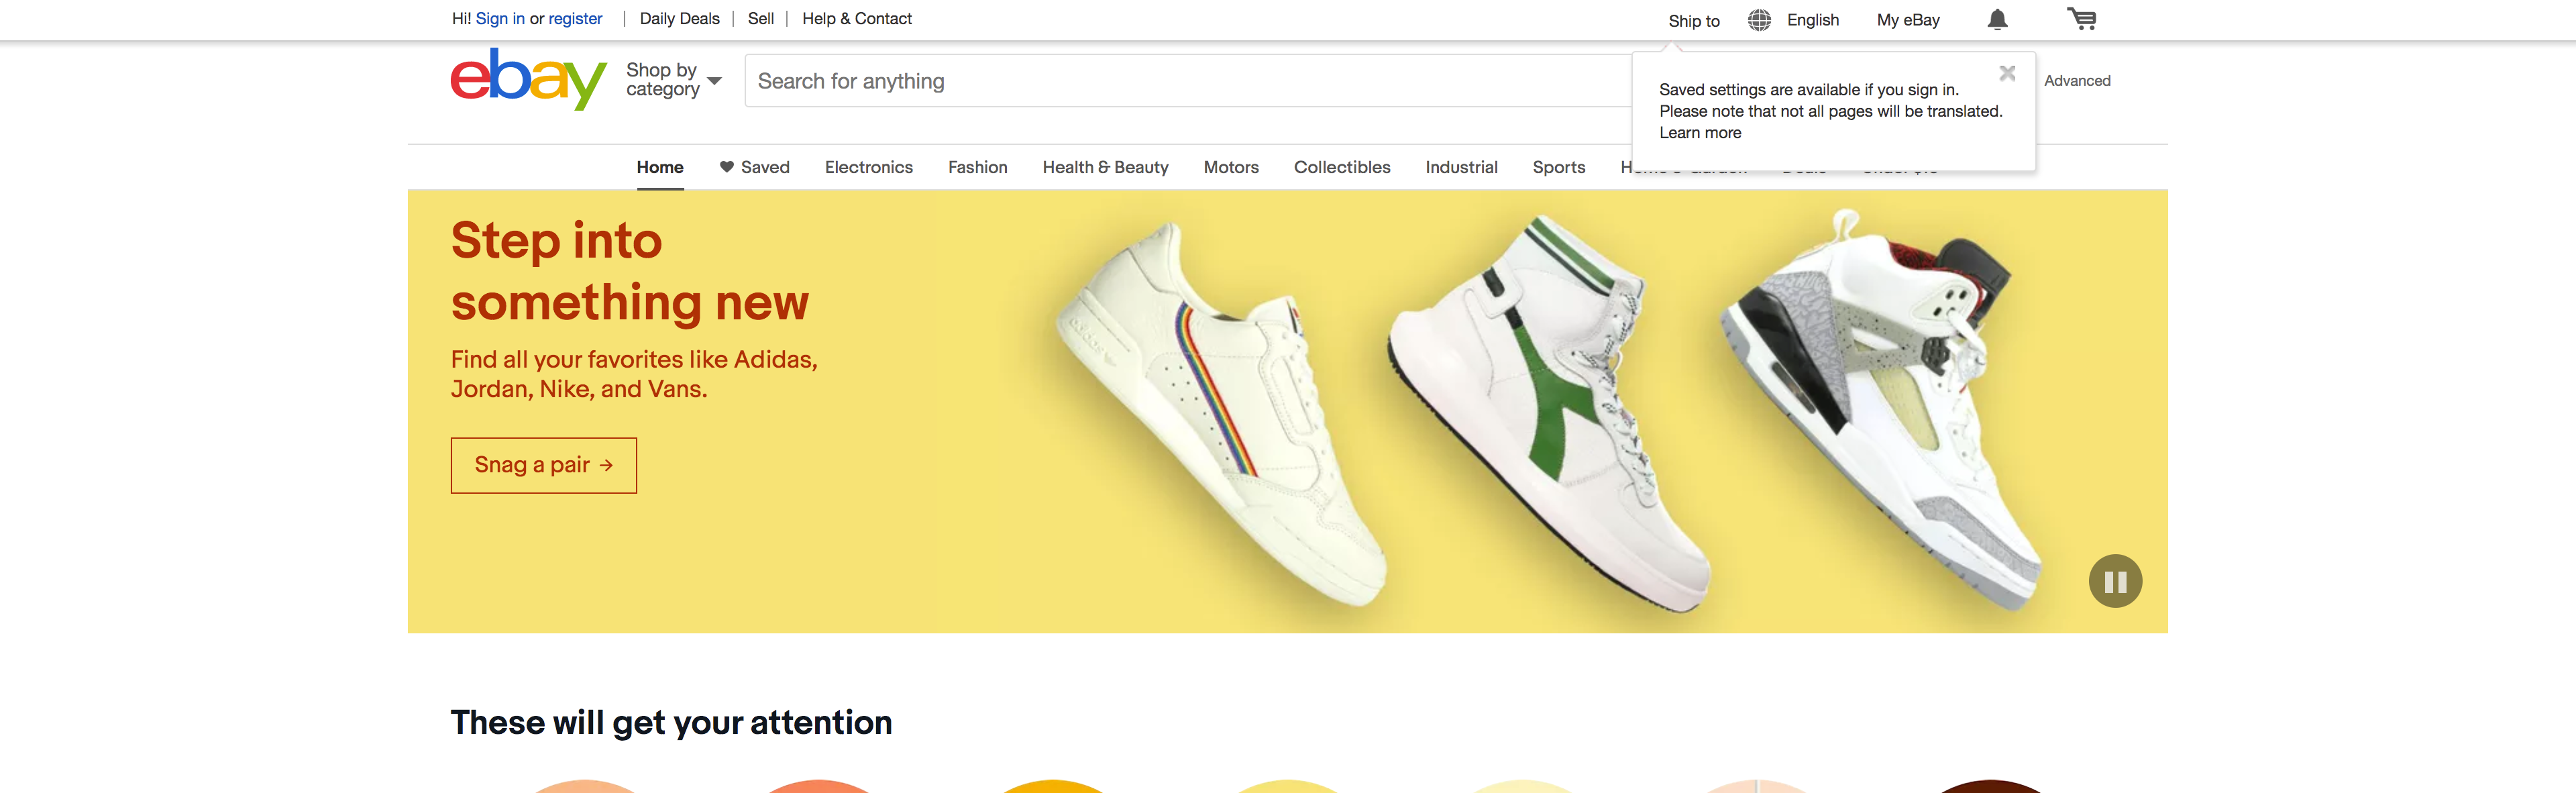 Hi! Sign in or register | Daily Deals | Sell | Help & Contact
Ship to English My eBay
ebay
Shop by
category
Search for anything
Advanced
Saved settings are available if you sign in.
Please note that not all pages will be translated.
Learn more
Home Saved Electronics Fashion Health & Beauty Motors Collectibles Industrial Sports
Step into
something new
Find all your favorites like Adidas,
Jordan, Nike, and Vans.
Snag a pair →
These will get your attention